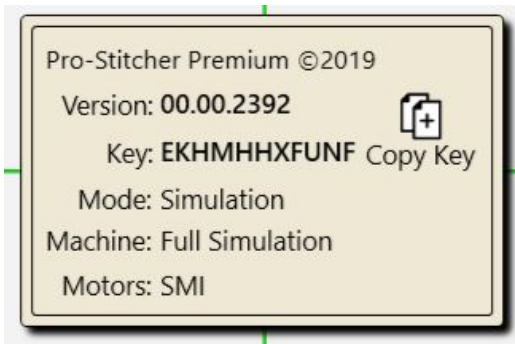 Pro-Stitcher Premium ©2019
Version: 00.00.2392
Key: EKHMHHXFUNF Copy Key
Mode: Simulation
Machine: Full Simulation
Motors: SMI